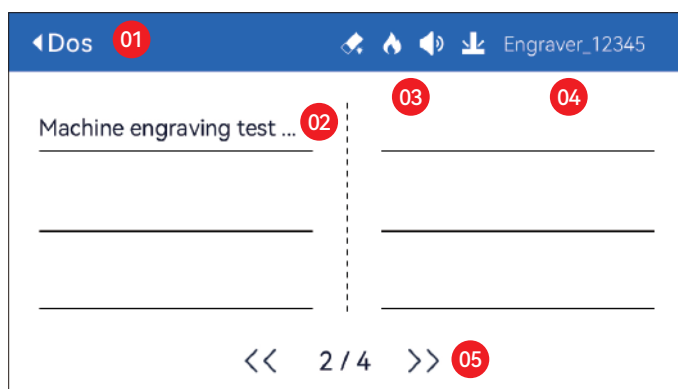 Dos 01 Engraver_12345
03 04
Machine engraving test ... 02
<< 2 / 4 >> 05